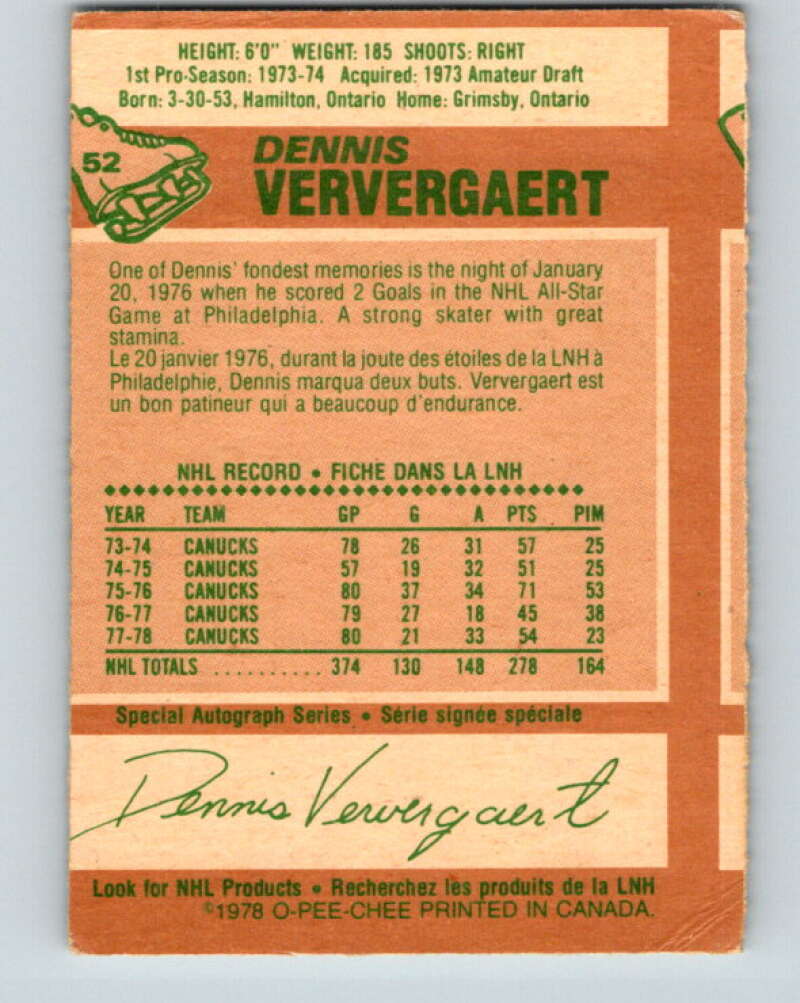 HEIGHT: 6'0" WEIGHT: 185 SHOOTS: RIGHT
1st Pro-Season: 1973-74 Acquired: 1973 Amateur Draft
Born: 3-30-53, Hamilton, Ontario Home: Grimsby, Ontario
52
DENNIS
VERVERGAERT
One of Dennis' fondest memories is the night of January
20, 1976 when he scored 2 Goals in the NHL All-Star
Game at Philadelphia. A strong skater with great
stamina.
Le 20 janvier 1976, durant la joute des étoiles de la LNH à
Philadelphie, Dennis marqua deux buts. Ververgaert est
un bon patineur qui a beaucoup d'endurance.
NHL RECORD • FICHE DANS LA LNH
YEAR TEAM GP G A PTS PIM
73-74 CANUCKS 78 26 31 57 25
74-75 CANUCKS 57 19 32 51 25
75-76 CANUCKS 80 37 34 71 53
76-77 CANUCKS 79 27 18 45 38
77-78 CANUCKS 80 21 33 54 23
NHL TOTALS .......... 374 130 148 278 164
Special Autograph Series • Série signée spéciale
Dennis Ververgaert
Look for NHL Products • Recherchez les produits de la LNH
©1978 O-PEE-CHEE PRINTED IN CANADA.